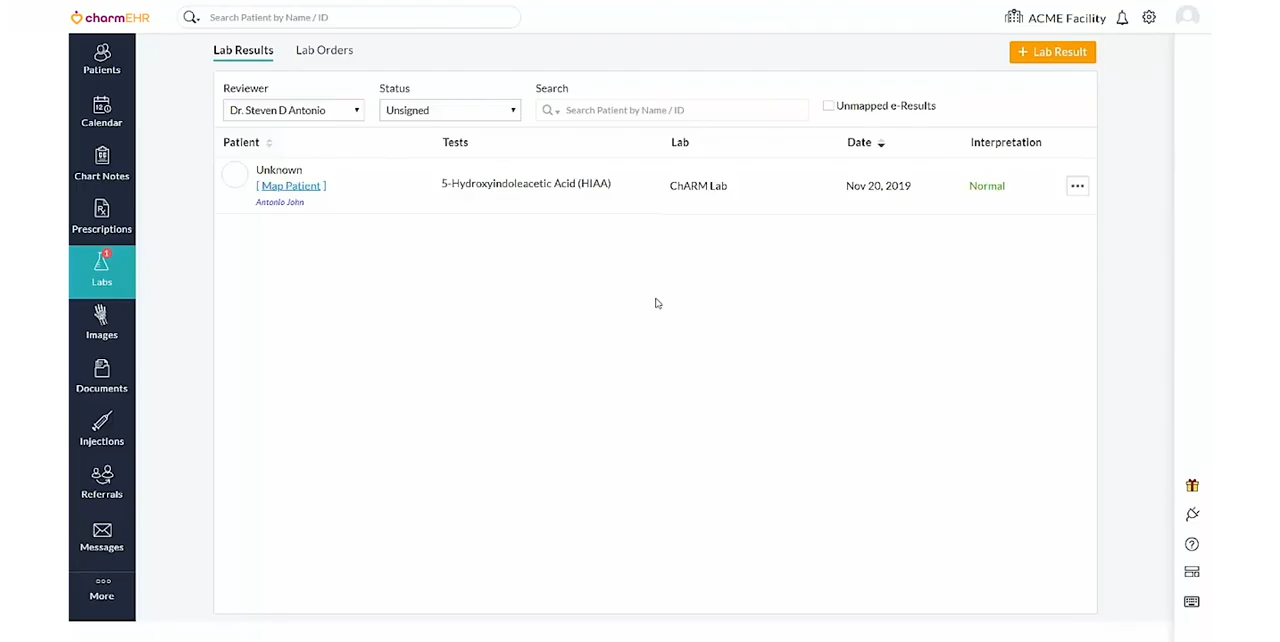 charmEHR
Search Patient by Name / ID
ACME Facility
Patients
Calendar
Chart Notes
Prescriptions
1
Labs
Images
Documents
Injections
Referrals
Messages
More
Lab Results
Lab Orders
+ Lab Result
Reviewer
Status
Search
Dr. Steven D Antonio
Unsigned
Search Patient by Name / ID
Unmapped e-Results
Patient
Tests
Lab
Date
Interpretation
Unknown
[ Map Patient ]
Antonio John
5-Hydroxyindoleacetic Acid (HIAA)
ChARM Lab
Nov 20, 2019
Normal